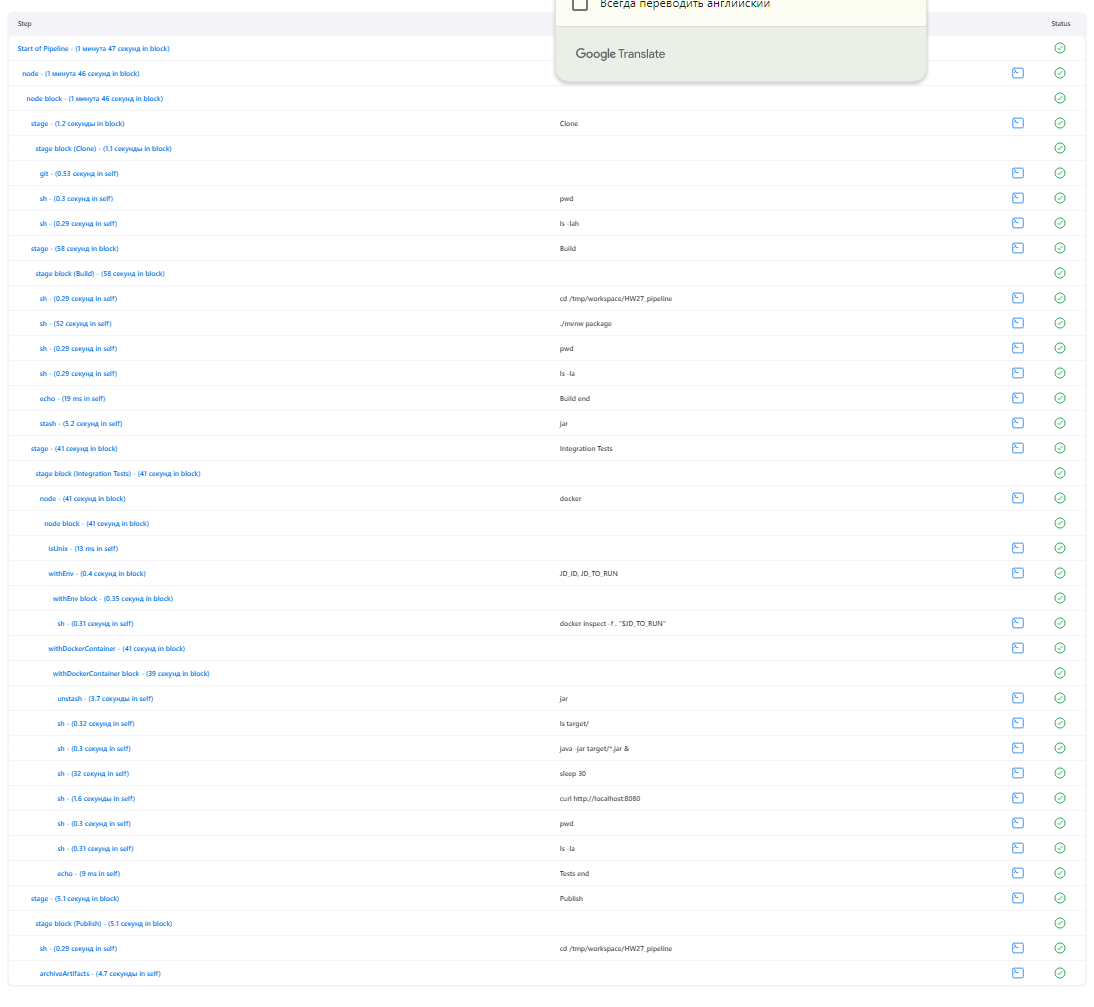 Всегда переводить английский
Step Status
Google Translate
Start of Pipeline - (1 минута 47 секунд in block)
node - (1 минута 46 секунд in block)
node block - (1 минута 46 секунд in block)
stage - (1.2 секунды in block) Clone
stage block (Clone) - (1.1 секунды in block)
git - (0.53 секунд in self)
sh - (0.3 секунд in self) pwd
sh - (0.29 секунд in self) ls -lah
stage - (58 секунд in block) Build
stage block (Build) - (58 секунд in block)
sh - (0.29 секунд in self) cd /tmp/workspace/HW27_pipeline
sh - (52 секунд in self) ./mvnw package
sh - (0.29 секунд in self) pwd
sh - (0.29 секунд in self) ls -la
echo - (19 ms in self) Build end
stash - (5.2 секунд in self) jar
stage - (41 секунд in block) Integration Tests
stage block (Integration Tests) - (41 секунд in block)
node - (41 секунд in block) docker
node block - (41 секунд in block)
isUnix - (13 ms in self)
withEnv - (0.4 секунд in block) JD_ID, JD_TO_RUN
withEnv block - (0.35 секунд in block)
sh - (0.31 секунд in self) docker inspect -f . "$JD_TO_RUN"
withDockerContainer - (41 секунд in block)
withDockerContainer block - (39 секунд in block)
unstash - (3.7 секунды in self) jar
sh - (0.32 секунд in self) ls target/
sh - (0.3 секунд in self) java -jar target/*.jar &
sh - (32 секунд in self) sleep 30
sh - (1.6 секунды in self) curl http://localhost:8080
sh - (0.3 секунд in self) pwd
sh - (0.31 секунд in self) ls -la
echo - (9 ms in self) Tests end
stage - (5.1 секунд in block) Publish
stage block (Publish) - (5.1 секунд in block)
sh - (0.29 секунд in self) cd /tmp/workspace/HW27_pipeline
archiveArtifacts - (4.7 секунды in self)